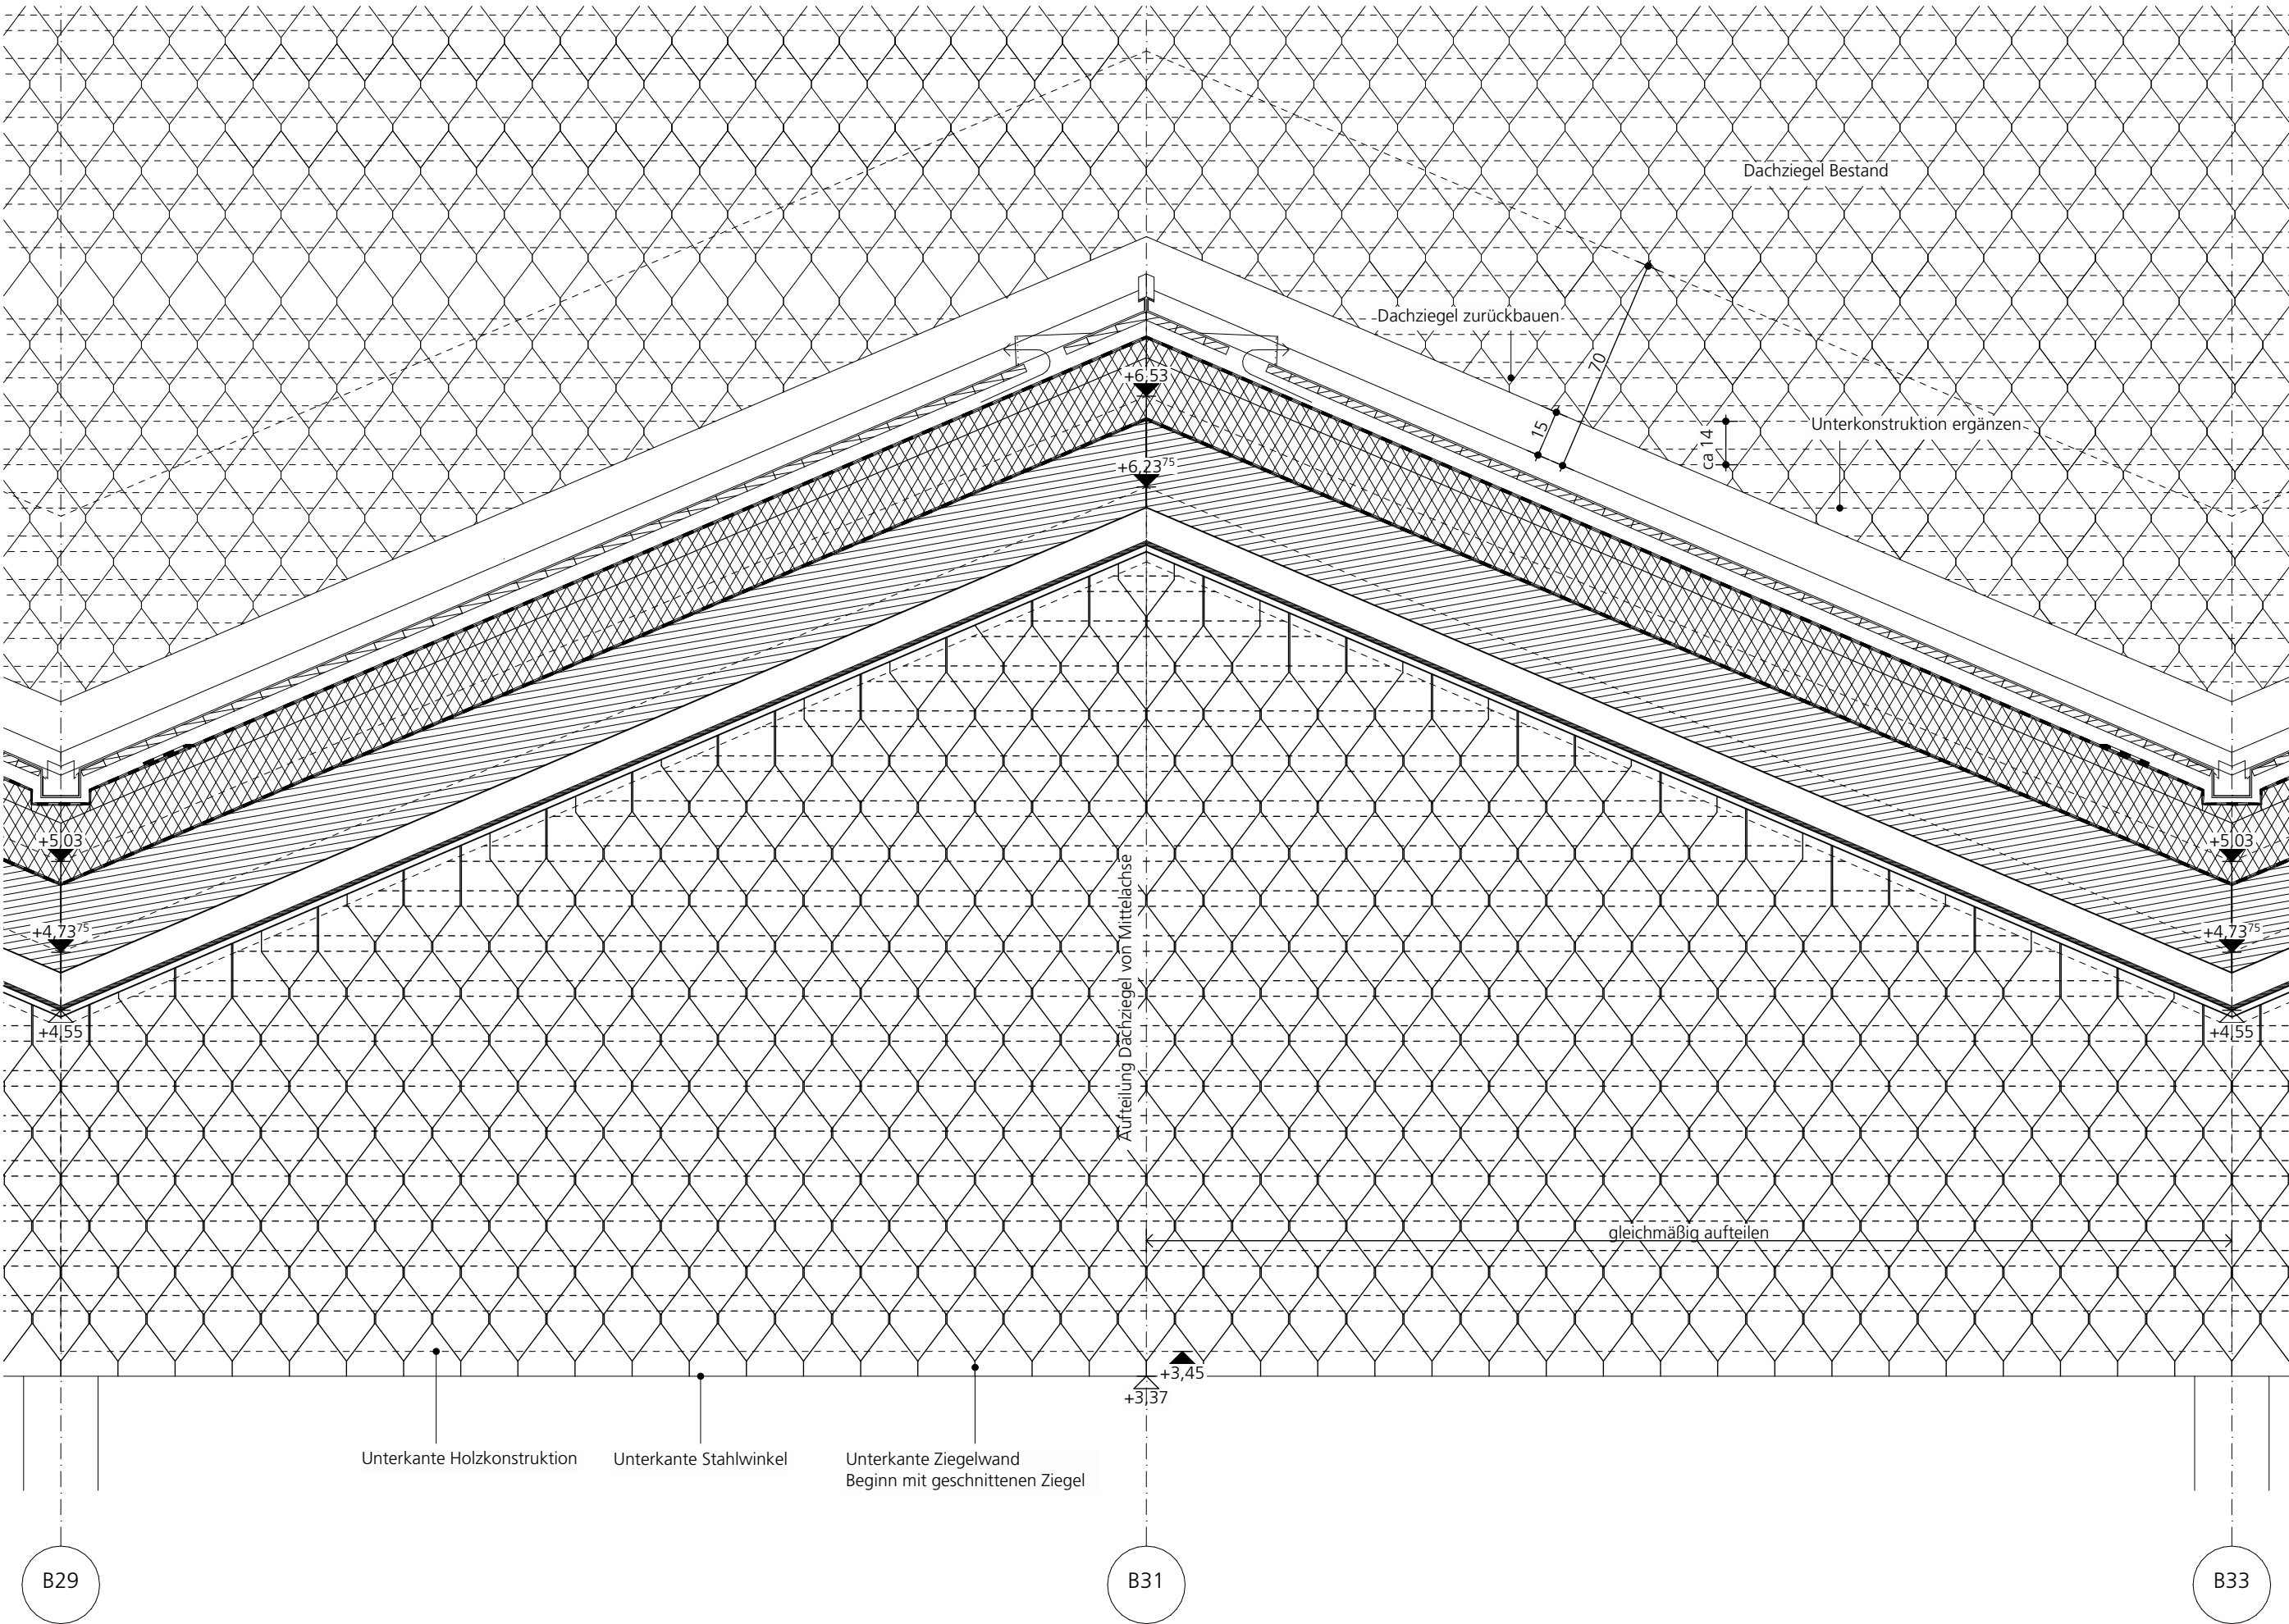 Dachziegel Bestand
Dachziegel zurückbauen
70
+6,53
15
ca 14
Unterkonstruktion ergänzen
+6,23⁷⁵
+5,03
+5,03
+4,73⁷⁵
+4,73⁷⁵
+4,55
+4,55
Aufteilung Dachziegel von Mittelachse
gleichmäßig aufteilen
+3,45
+3,37
Unterkante Holzkonstruktion
Unterkante Stahlwinkel
Unterkante Ziegelwand
Beginn mit geschnittenen Ziegel
B29
B31
B33